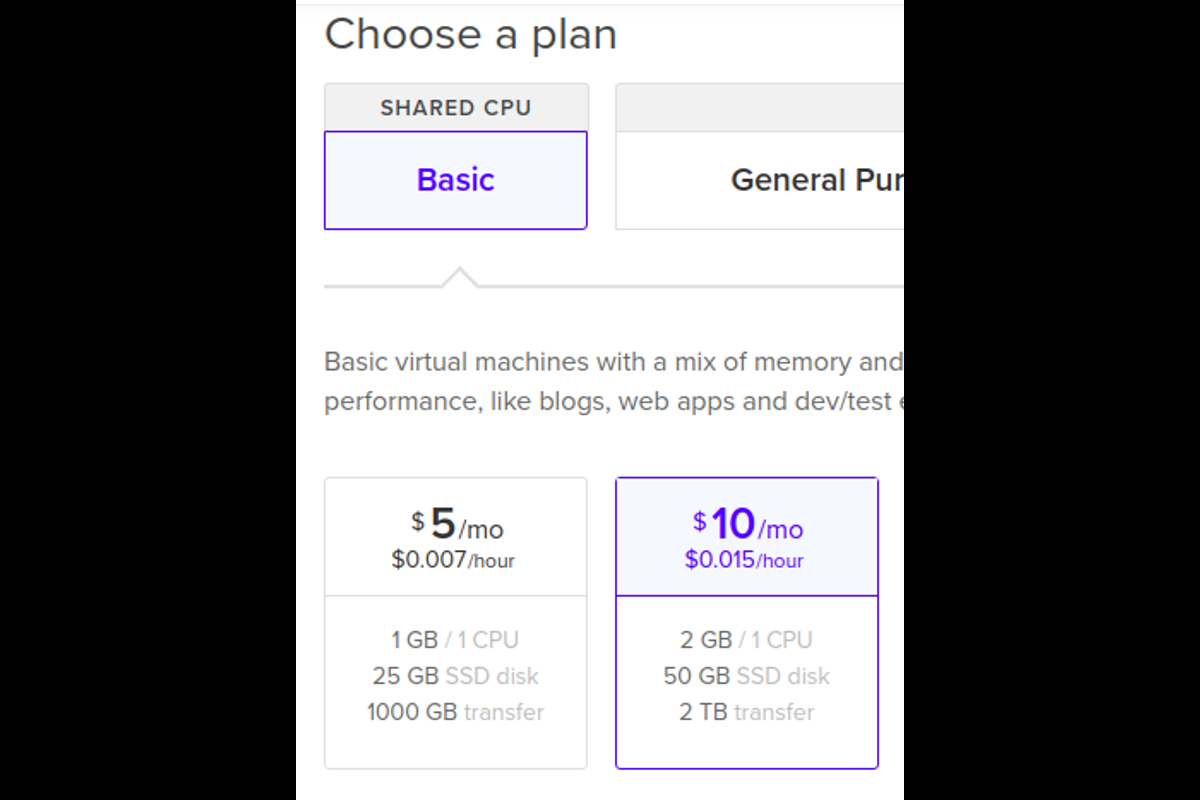 Choose a plan
SHARED CPU
Basic
General Pur
Basic virtual machines with a mix of memory and
performance, like blogs, web apps and dev/test
$5/mo
$0.007/hour
1 GB / 1 CPU
25 GB SSD disk
1000 GB transfer
$10/mo
$0.015/hour
2 GB / 1 CPU
50 GB SSD disk
2 TB transfer